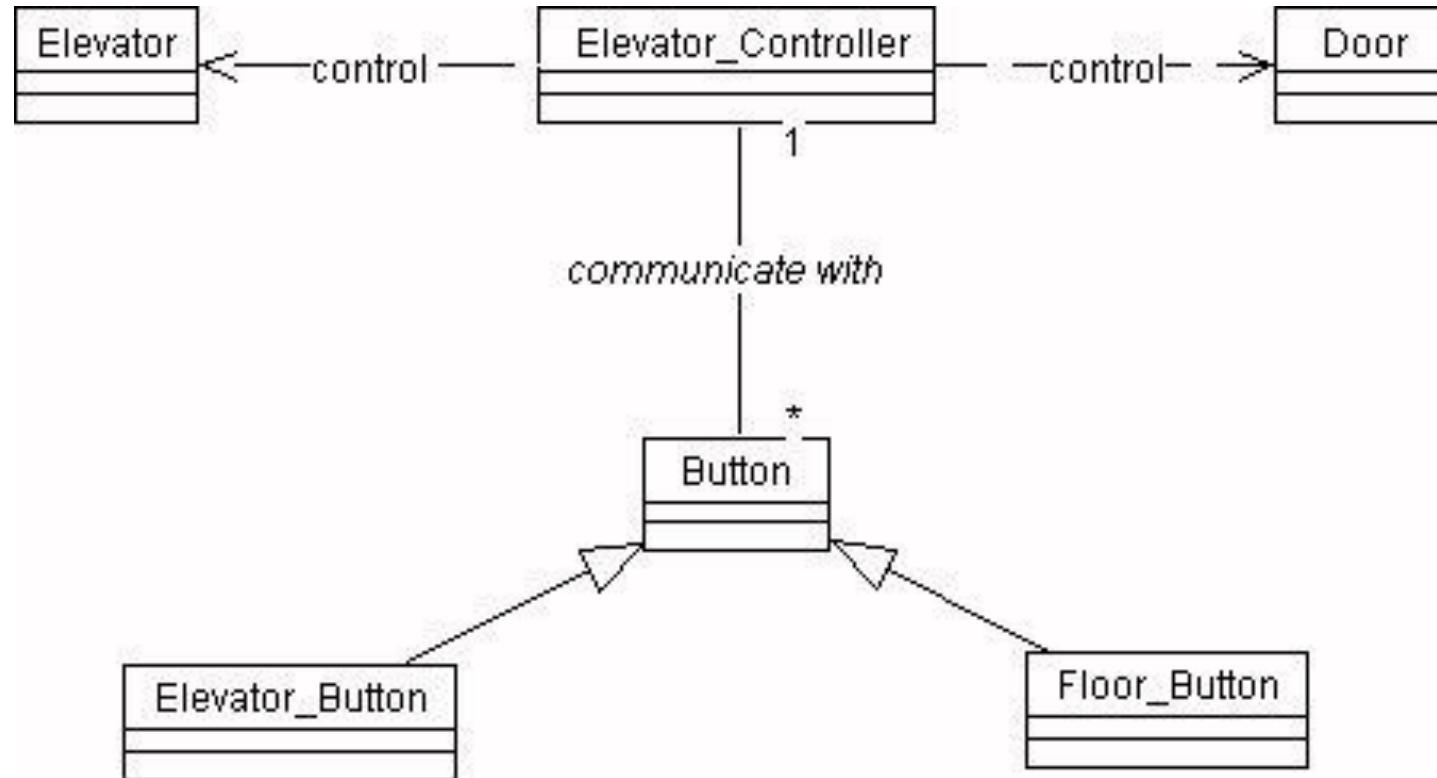 Elevator
control
Elevator_Controller
control
Door
1
communicate with
*
Button
Elevator_Button
Floor_Button